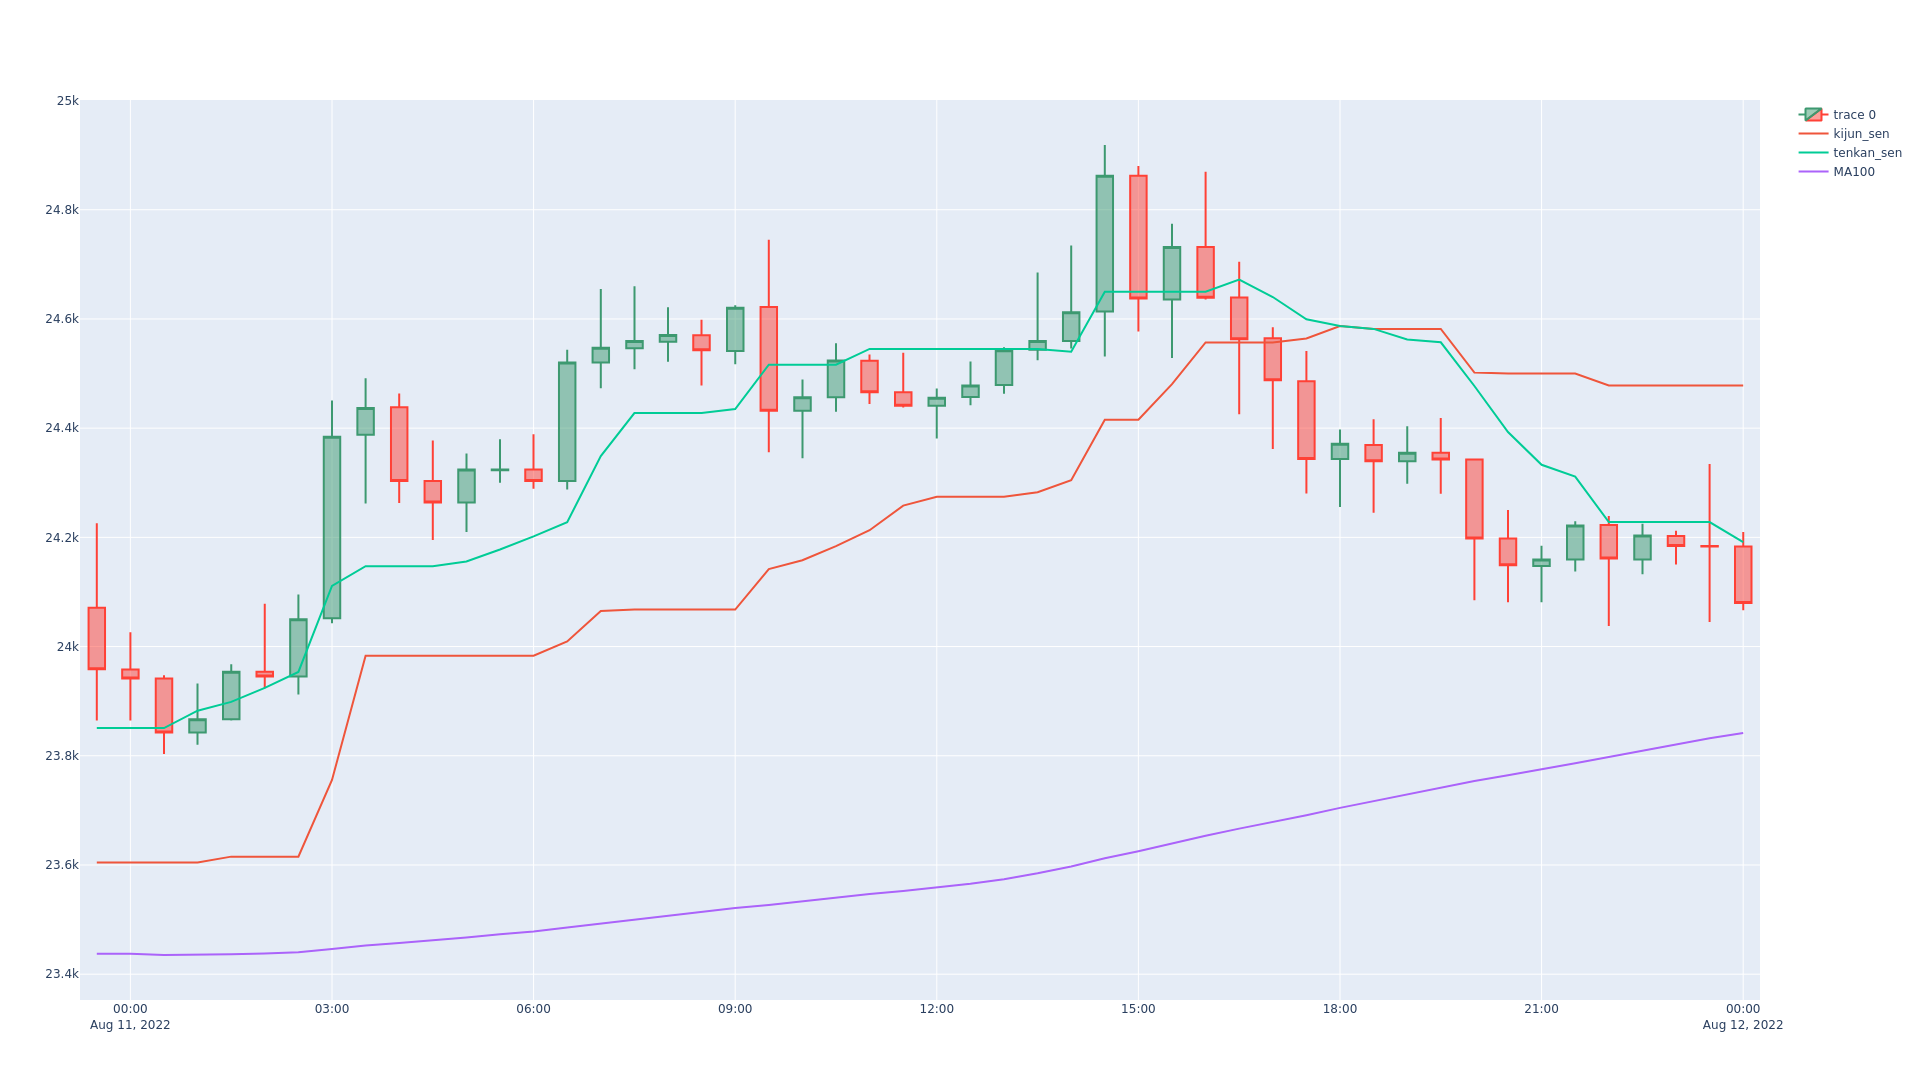 25k
24.8k
24.6k
24.4k
24.2k
24k
23.8k
23.6k
23.4k
00:00 03:00 06:00 09:00 12:00 15:00 18:00 21:00 00:00
Aug 11, 2022 Aug 12, 2022
trace 0
kijun_sen
tenkan_sen
MA100